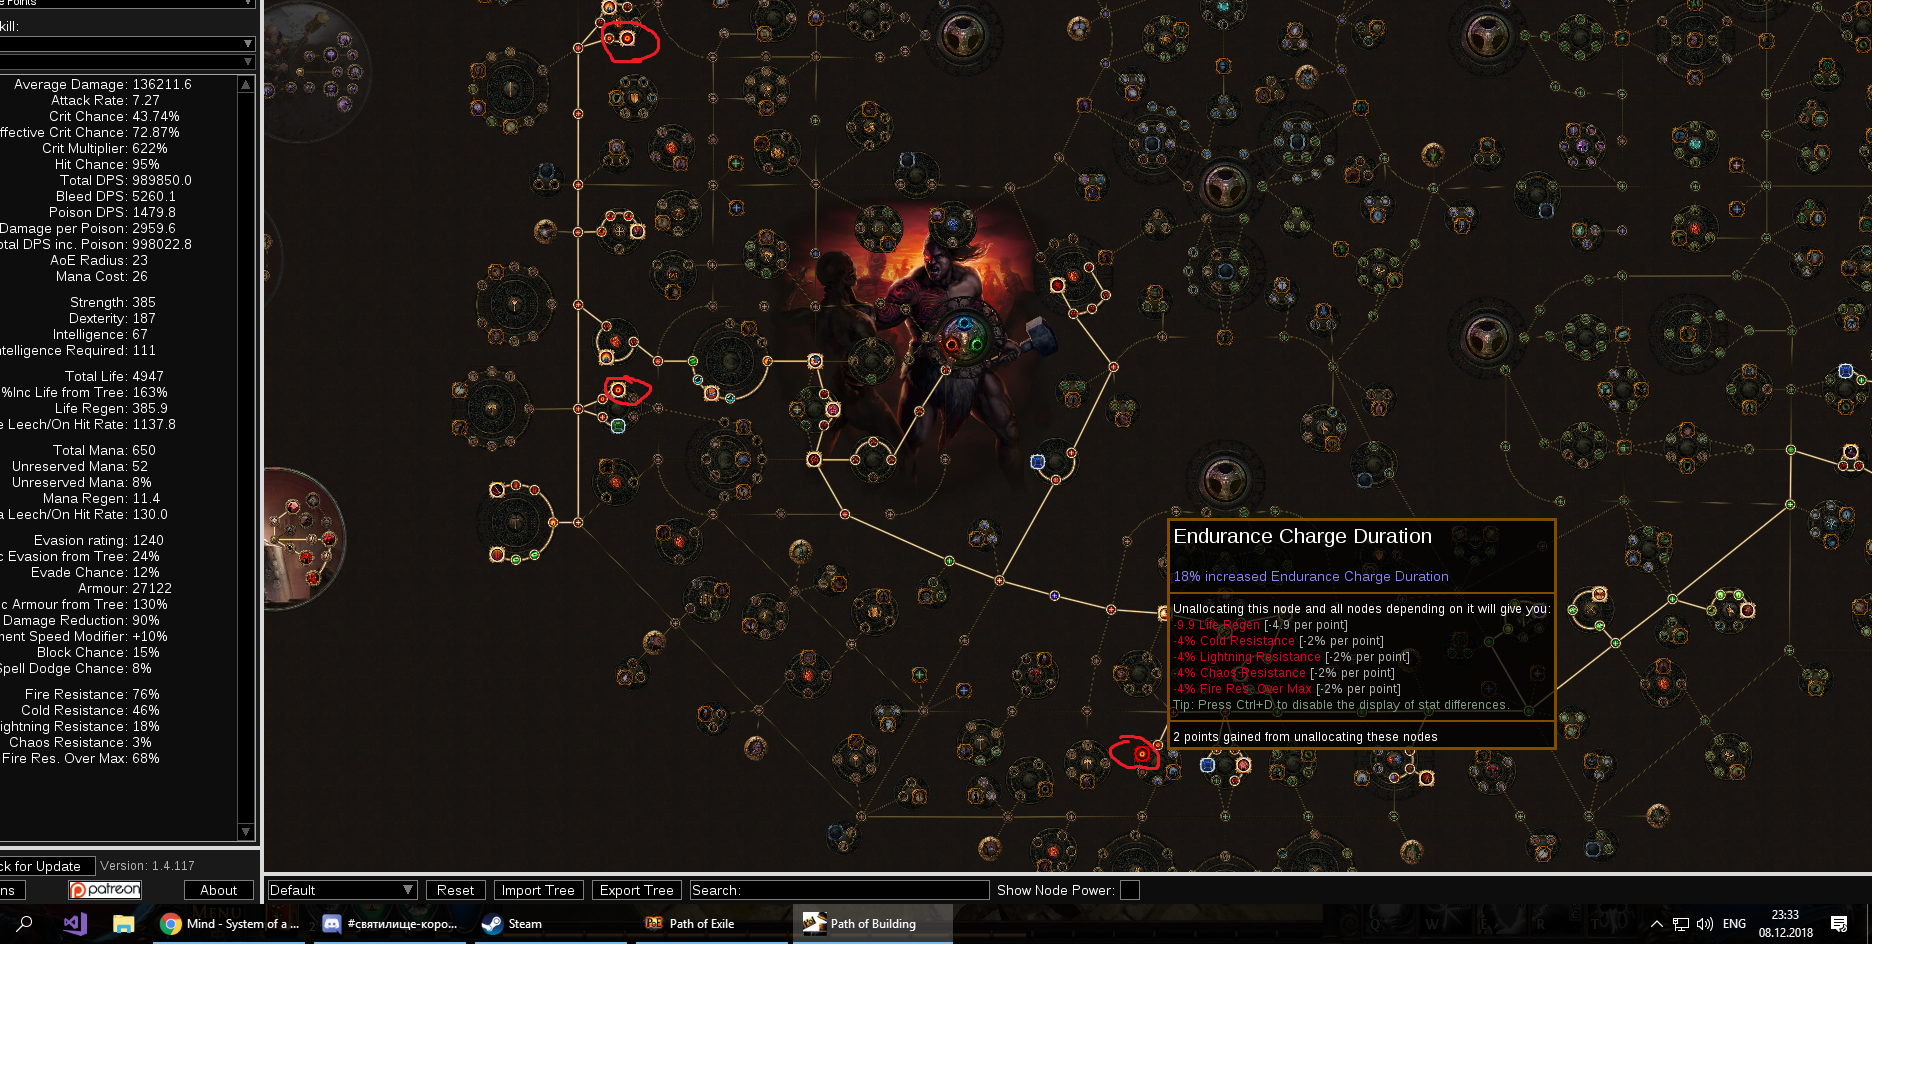 e Points
kill:
Average Damage: 136211.6
Attack Rate: 7.27
Crit Chance: 43.74%
ffective Crit Chance: 72.87%
Crit Multiplier: 622%
Hit Chance: 95%
Total DPS: 989850.0
Bleed DPS: 5260.1
Poison DPS: 1479.8
Damage per Poison: 2959.6
otal DPS inc. Poison: 998022.8
AoE Radius: 23
Mana Cost: 26
Strength: 385
Dexterity: 187
Intelligence: 67
ntelligence Required: 111
Total Life: 4947
%Inc Life from Tree: 163%
Life Regen: 385.9
e Leech/On Hit Rate: 1137.8
Total Mana: 650
Unreserved Mana: 52
Unreserved Mana: 8%
Mana Regen: 11.4
a Leech/On Hit Rate: 130.0
Evasion rating: 1240
c Evasion from Tree: 24%
Evade Chance: 12%
Armour: 27122
c Armour from Tree: 130%
Damage Reduction: 90%
ment Speed Modifier: +10%
Block Chance: 15%
Spell Dodge Chance: 8%
Fire Resistance: 76%
Cold Resistance: 46%
ightning Resistance: 18%
Chaos Resistance: 3%
Fire Res. Over Max: 68%
Endurance Charge Duration
18% increased Endurance Charge Duration
Unallocating this node and all nodes depending on it will give you:
-9.9 Life Regen [-4.9 per point]
-4% Cold Resistance [-2% per point]
-4% Lightning Resistance [-2% per point]
-4% Chaos Resistance [-2% per point]
-4% Fire Res. Over Max [-2% per point]
Tip: Press Ctrl+D to disable the display of stat differences.
2 points gained from unallocating these nodes
ck for Update Version: 1.4.117
ns patreon About
Default Reset Import Tree Export Tree Search: Show Node Power:
MENU 2 Q W E R T
Mind - System of a ... #святилище-коро... Steam Path of Exile Path of Building ENG 23:33
08.12.2018